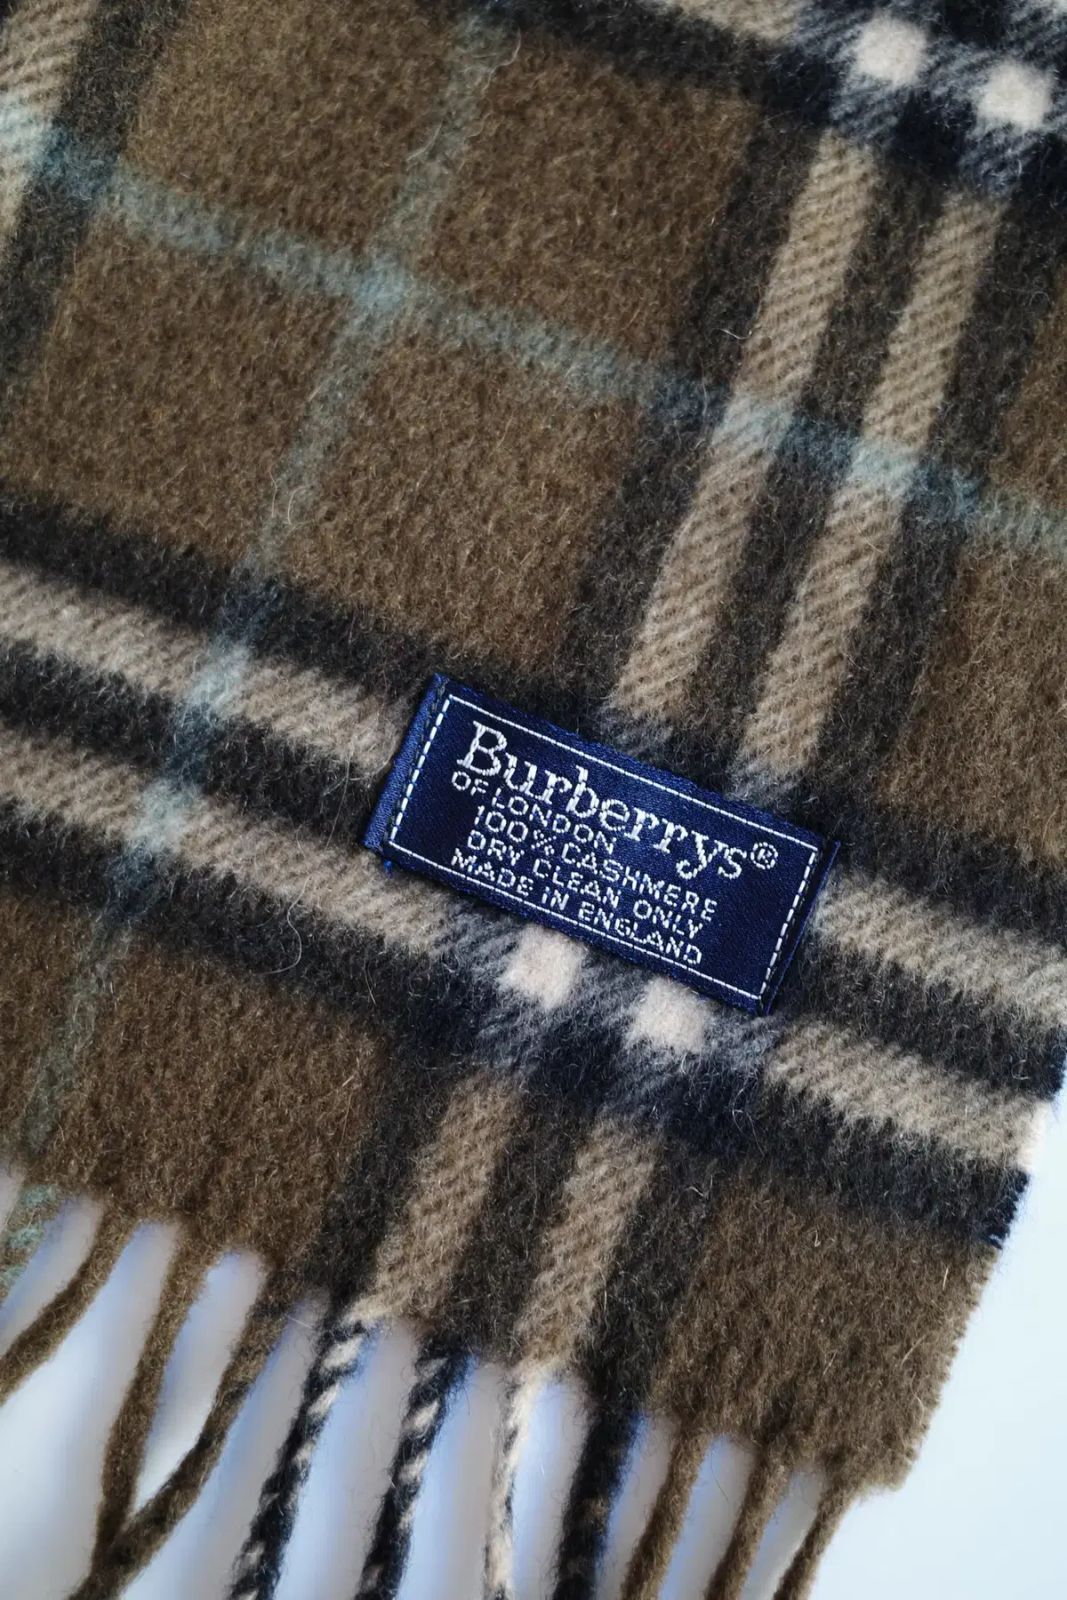 Burberrys®
OF LONDON
100% CASHMERE
DRY CLEAN ONLY
MADE IN ENGLAND